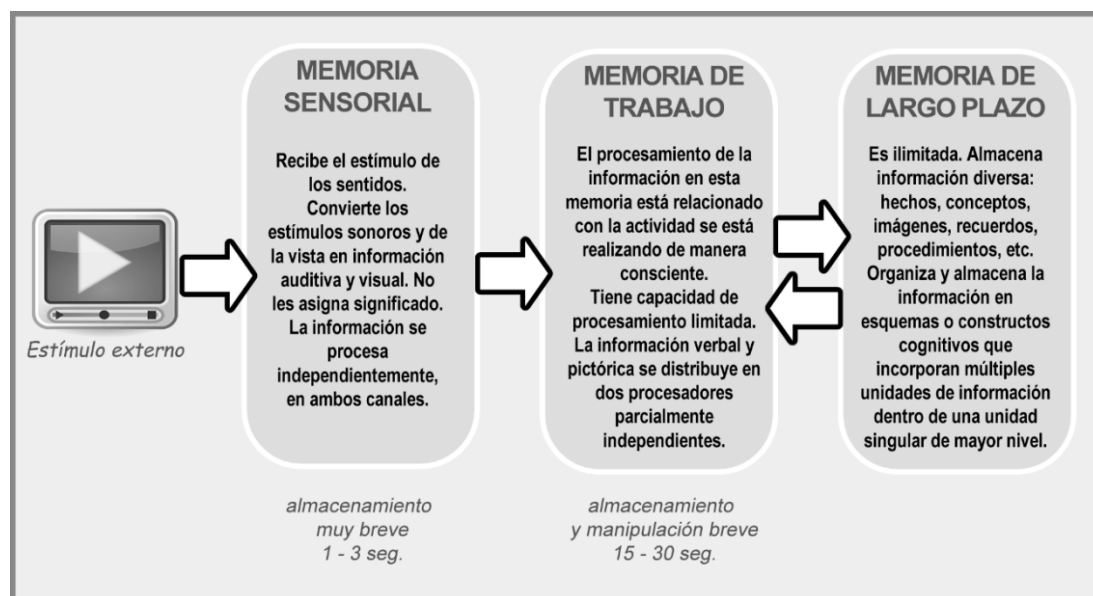 MEMORIA
SENSORIAL
Recibe el estímulo de
los sentidos.
Convierte los
estímulos sonoros y de
la vista en información
auditiva y visual. No
les asigna significado.
La información se
procesa
independientemente,
en ambos canales.
almacenamiento
muy breve
1 - 3 seg.
MEMORIA DE
TRABAJO
El procesamiento de la
información en esta
memoria está relacionado
con la actividad se está
realizando de manera
consciente.
Tiene capacidad de
procesamiento limitada.
La información verbal y
pictórica se distribuye en
dos procesadores
parcialmente
independientes.
almacenamiento
y manipulación breve
15 - 30 seg.
MEMORIA DE
LARGO PLAZO
Es ilimitada. Almacena
información diversa:
hechos, conceptos,
imágenes, recuerdos,
procedimientos, etc.
Organiza y almacena la
información en
esquemas o constructos
cognitivos que
incorporan múltiples
unidades de información
dentro de una unidad
singular de mayor nivel.
Estímulo externo